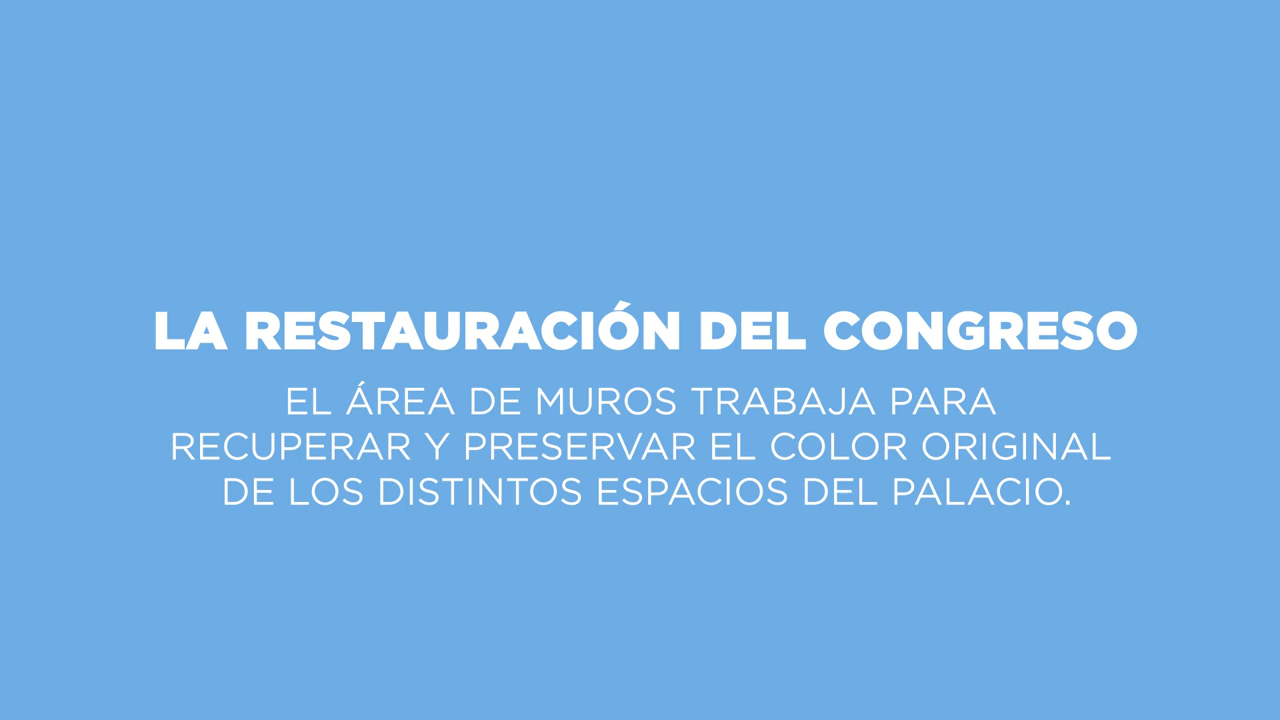 LA RESTAURACIÓN DEL CONGRESO
EL ÁREA DE MUROS TRABAJA PARA
RECUPERAR Y PRESERVAR EL COLOR ORIGINAL
DE LOS DISTINTOS ESPACIOS DEL PALACIO.